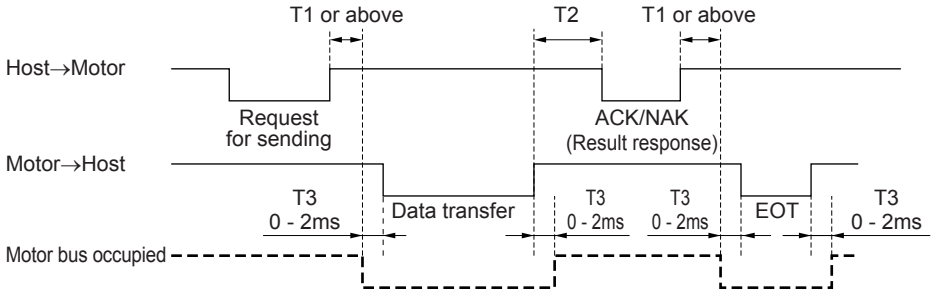 T1 or above
T2
T1 or above
Host→Motor
Request
for sending
ACK/NAK
(Result response)
Motor→Host
T3
0 - 2ms
Data transfer
T3
0 - 2ms
T3
0 - 2ms
EOT
T3
0 - 2ms
Motor bus occupied